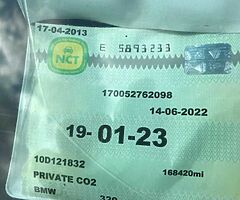 17-04-2013
E 5893233
NCT
170052762098
14-06-2022
19-01-23
10D121832
168420mi
PRIVATE CO2
BMW